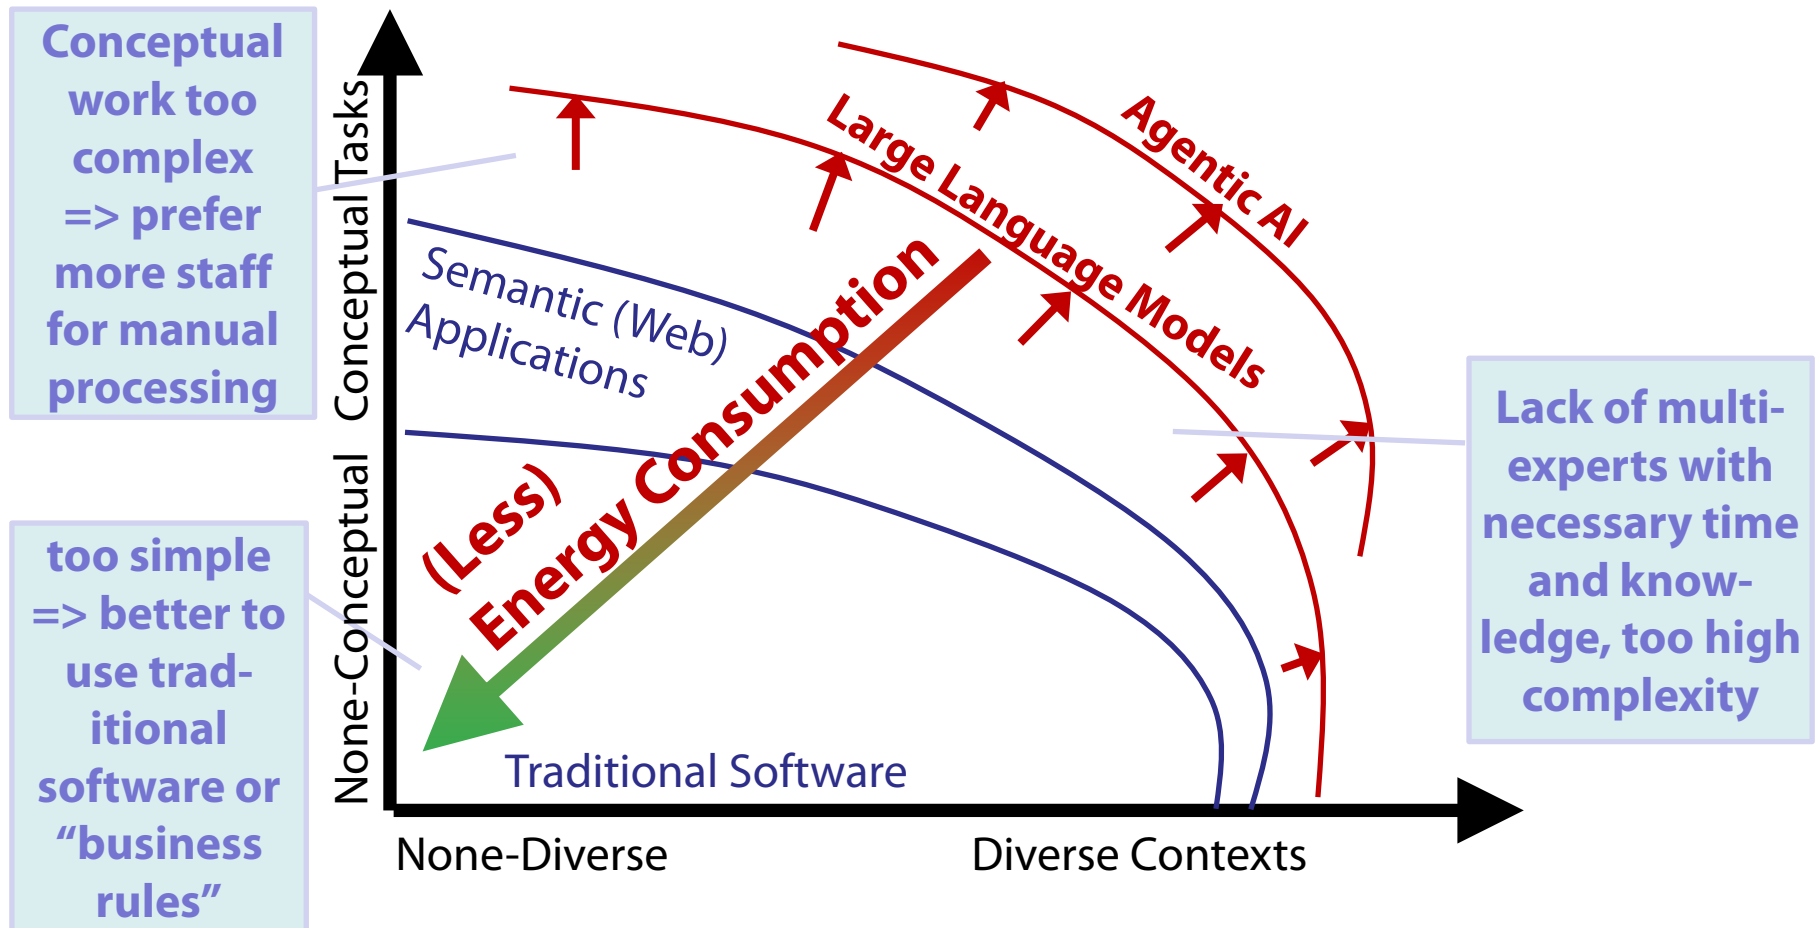 Conceptual
work too
complex
=> prefer
more staff
for manual
processing
too simple
=> better to
use trad-
itional
software or
“business
rules”
None-Conceptual   Conceptual Tasks
Semantic (Web)
Applications
(Less)
Energy Consumption
Large Language Models
Agentic AI
Traditional Software
None-Diverse
Diverse Contexts
Lack of multi-
experts with
necessary time
and know-
ledge, too high
complexity